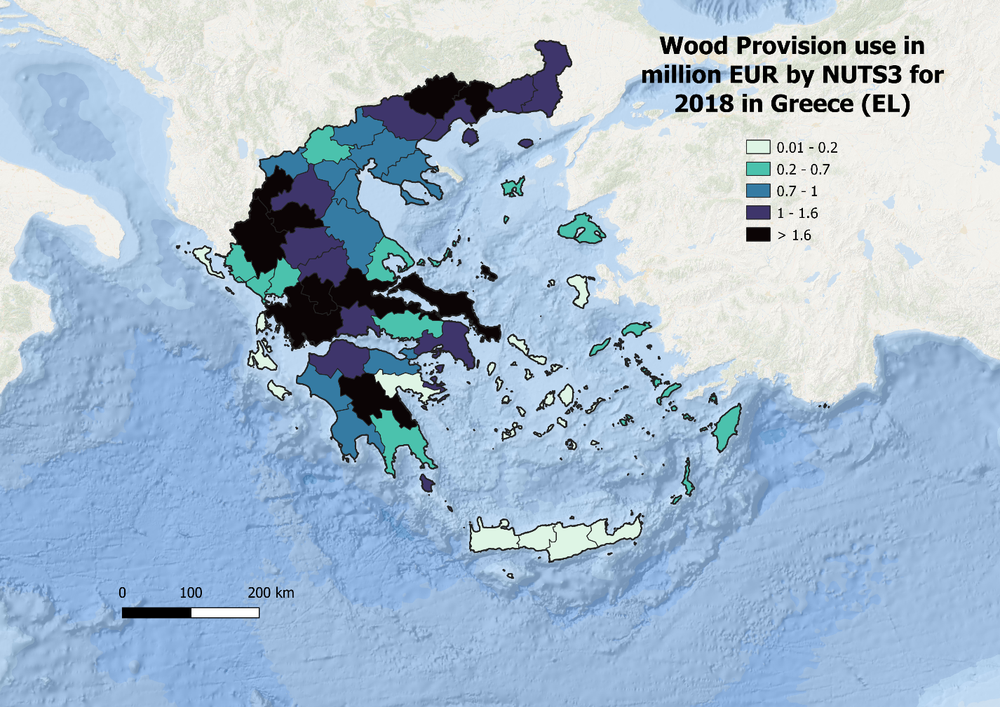 Wood Provision use in
million EUR by NUTS3 for
2018 in Greece (EL)
0.01 - 0.2
0.2 - 0.7
0.7 - 1
1 - 1.6
> 1.6
0 100 200 km